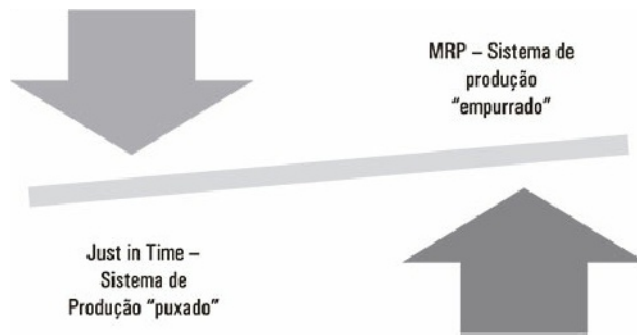 MRP – Sistema de
produção
“empurrado”
Just in Time –
Sistema de
Produção “puxado”